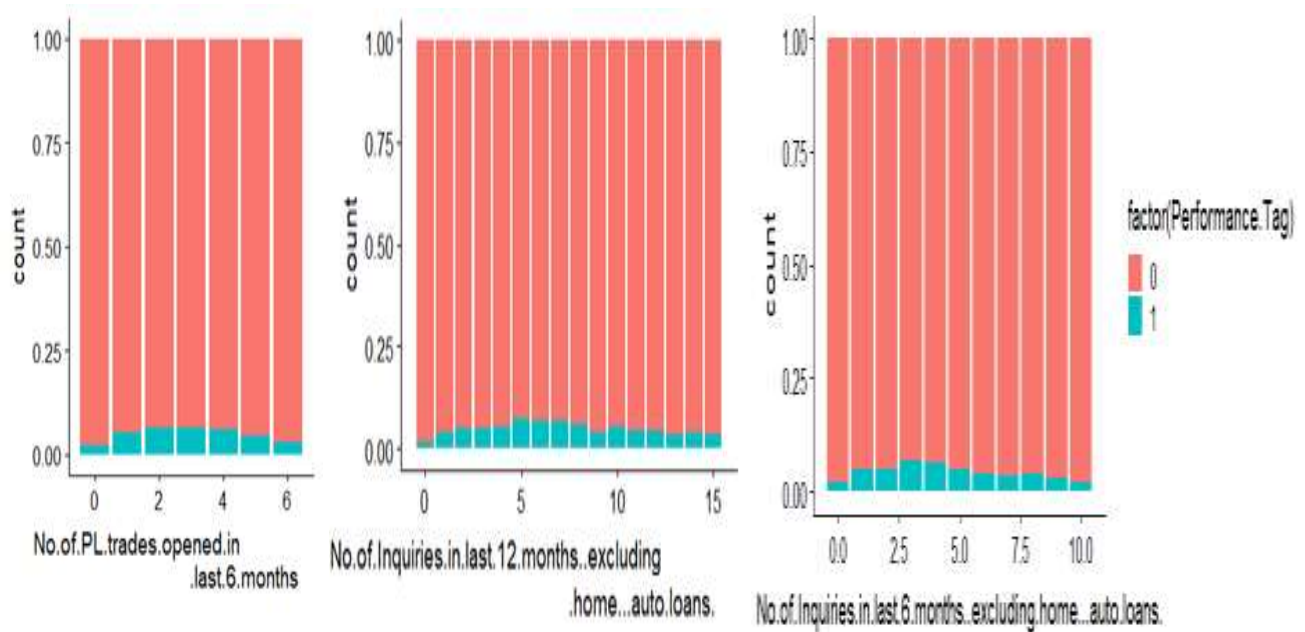 1.00
0.75
0.50
0.25
0.00
count
0 2 4 6
No.of.PL.trades.opened.in
.last.6.months
1.00
0.75
0.50
0.25
0.00
count
0 5 10 15
No.of.Inquiries.in.last.12.months..excluding
.home...auto.loans.
1.00
0.75
0.50
0.25
0.00
count
0.0 2.5 5.0 7.5 10.0
No.of.Inquiries.in.last.6.months..excluding.home...auto.loans.
factor(Performance.Tag)
0
1